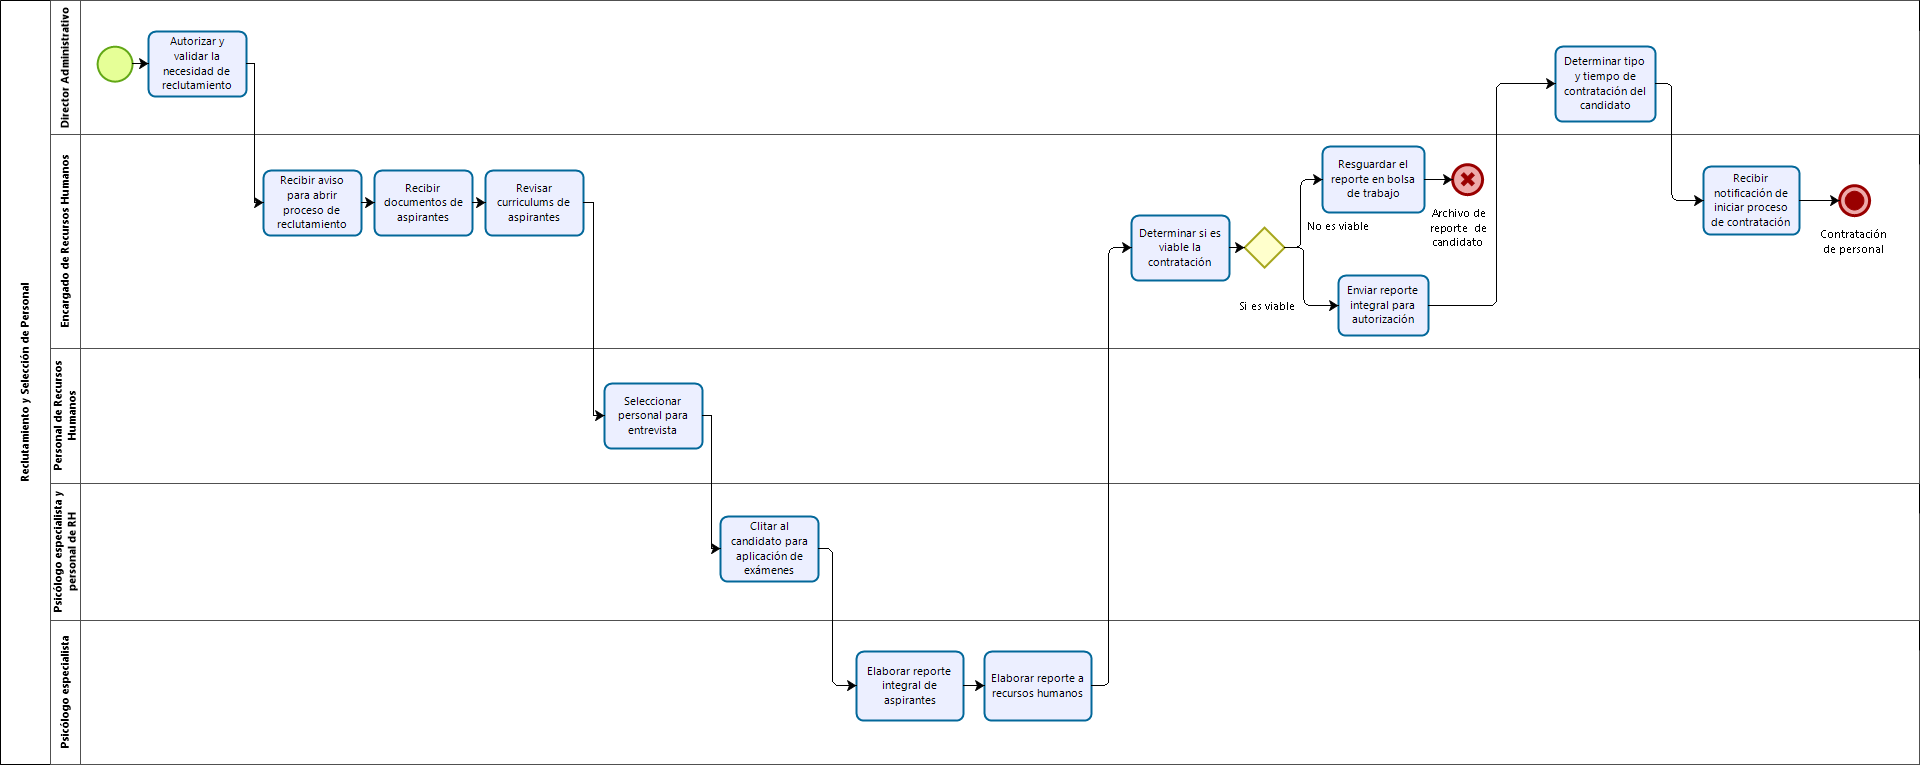 Reclutamiento y Selección de Personal
Director Administrativo
Autorizar y
validar la
necesidad de
reclutamiento
Determinar tipo
y tiempo de
contratación del
candidato
Encargado de Recursos Humanos
Recibir aviso
para abrir
proceso de
reclutamiento
Recibir
documentos de
aspirantes
Revisar
curriculums de
aspirantes
Determinar si es
viable la
contratación
No es viable
Resguardar el
reporte en bolsa
de trabajo
Archivo de
reporte de
candidato
Si es viable
Enviar reporte
integral para
autorización
Recibir
notificación de
iniciar proceso
de contratación
Contratación
de personal
Personal de Recursos
Humanos
Seleccionar
personal para
entrevista
Psicólogo especialista y
personal de RH
Clitar al
candidato para
aplicación de
exámenes
Psicólogo especialista
Elaborar reporte
integral de
aspirantes
Elaborar reporte a
recursos humanos